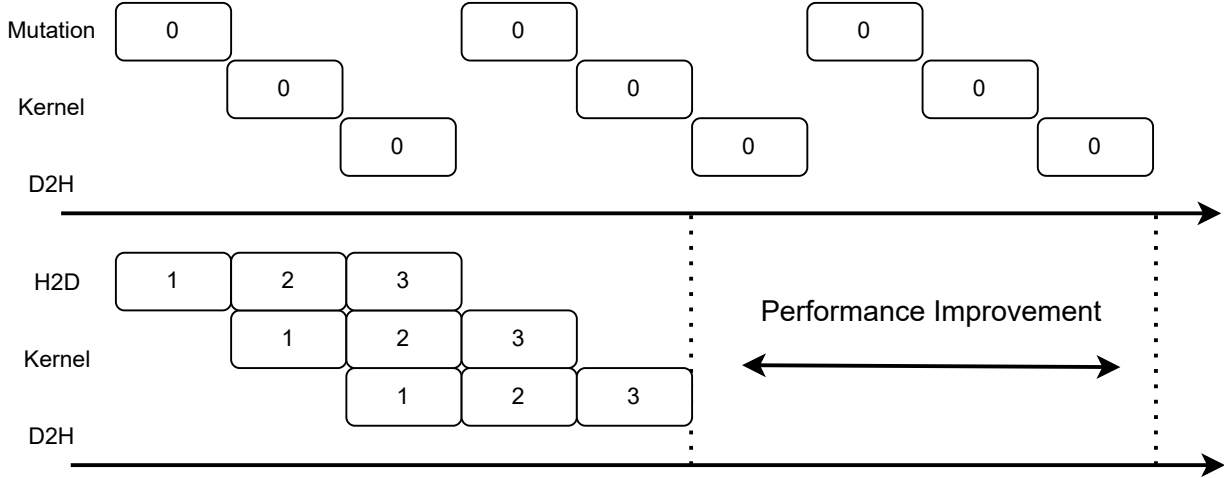 Mutation 0 0 0
Kernel 0 0 0
D2H 0 0 0
H2D 1 2 3
Performance Improvement
Kernel 1 2 3
D2H 1 2 3